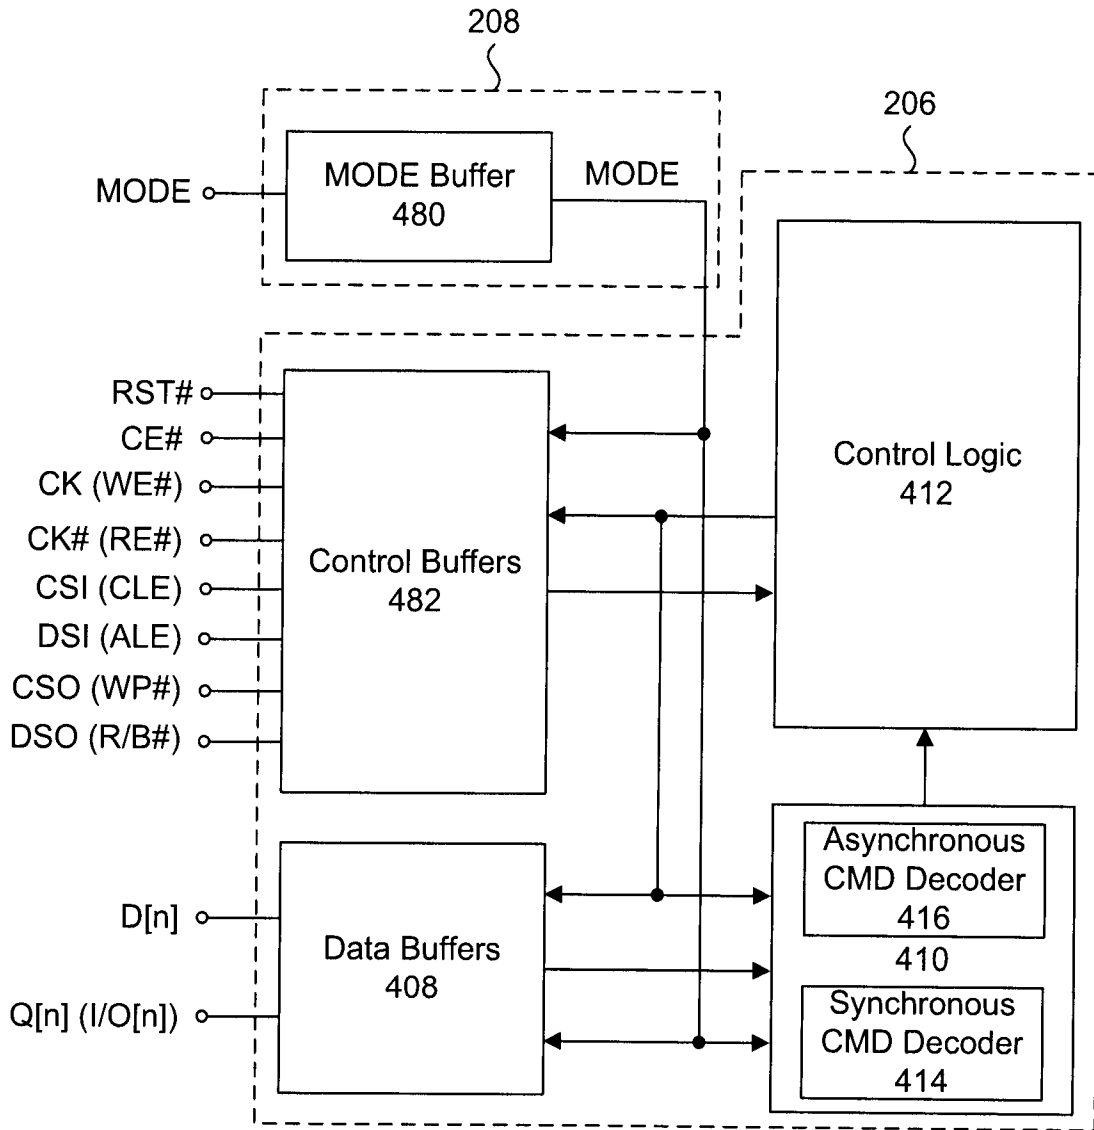 208
206
MODE
MODE Buffer
480
MODE
RST#
CE#
CK (WE#)
CK# (RE#)
CSI (CLE)
DSI (ALE)
CSO (WP#)
DSO (R/B#)
Control Buffers
482
Control Logic
412
D[n]
Q[n] (I/O[n])
Data Buffers
408
Asynchronous
CMD Decoder
416
410
Synchronous
CMD Decoder
414